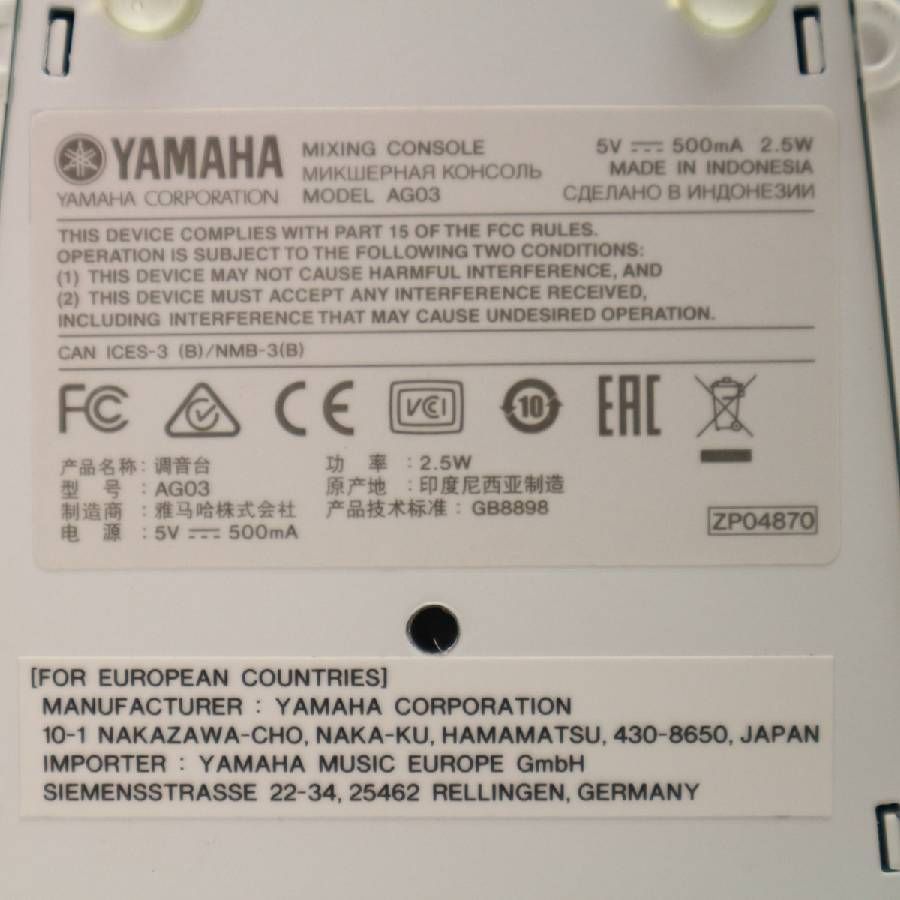 YAMAHA
YAMAHA CORPORATION
MIXING CONSOLE
МИКШЕРНАЯ КОНСОЛЬ
MODEL AG03
5V ⎓ 500mA 2.5W
MADE IN INDONESIA
СДЕЛАНО В ИНДОНЕЗИИ
THIS DEVICE COMPLIES WITH PART 15 OF THE FCC RULES.
OPERATION IS SUBJECT TO THE FOLLOWING TWO CONDITIONS:
(1) THIS DEVICE MAY NOT CAUSE HARMFUL INTERFERENCE, AND
(2) THIS DEVICE MUST ACCEPT ANY INTERFERENCE RECEIVED,
INCLUDING INTERFERENCE THAT MAY CAUSE UNDESIRED OPERATION.
CAN ICES-3 (B)/NMB-3(B)
FC CE VCI 10 EAC
产品名称: 调音台
型 号: AG03
制造商: 雅马哈株式会社
电 源: 5V ⎓ 500mA
功 率: 2.5W
原产地: 印度尼西亚制造
产品技术标准: GB8898
ZP04870
[FOR EUROPEAN COUNTRIES]
MANUFACTURER : YAMAHA CORPORATION
10-1 NAKAZAWA-CHO, NAKA-KU, HAMAMATSU, 430-8650, JAPAN
IMPORTER : YAMAHA MUSIC EUROPE GmbH
SIEMENSSTRASSE 22-34, 25462 RELLINGEN, GERMANY